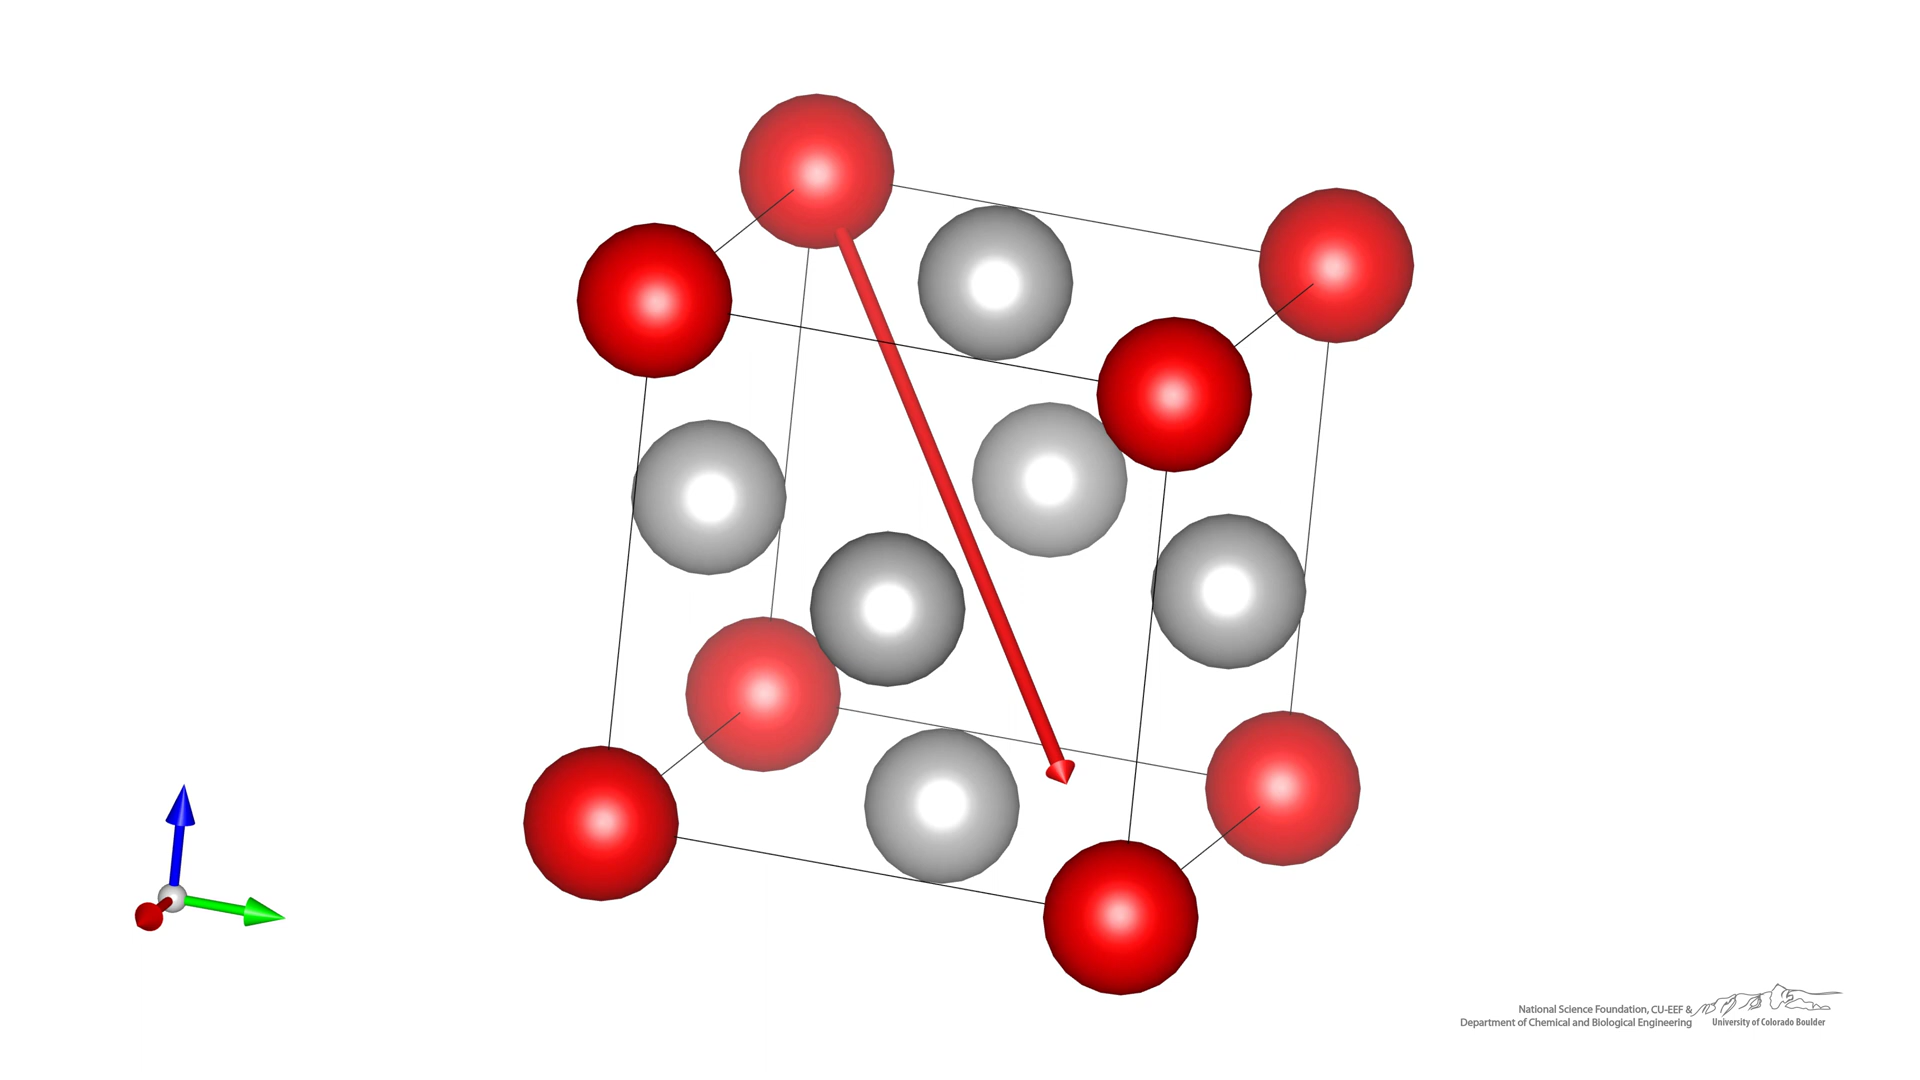 National Science Foundation, CU-EEF &
Department of Chemical and Biological Engineering
University of Colorado Boulder